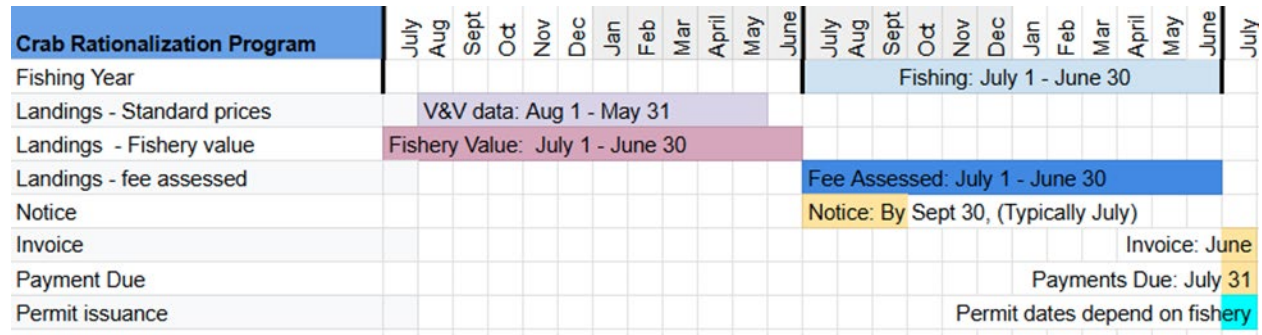 Crab Rationalization Program July Aug Sept Oct Nov Dec Jan Feb Mar April May June July Aug Sept Oct Nov Dec Jan Feb Mar April May June July
Fishing Year Fishing: July 1 - June 30
Landings - Standard prices V&V data: Aug 1 - May 31
Landings - Fishery value Fishery Value: July 1 - June 30
Landings - fee assessed Fee Assessed: July 1 - June 30
Notice Notice: By Sept 30, (Typically July)
Invoice Invoice: June
Payment Due Payments Due: July 31
Permit issuance Permit dates depend on fishery